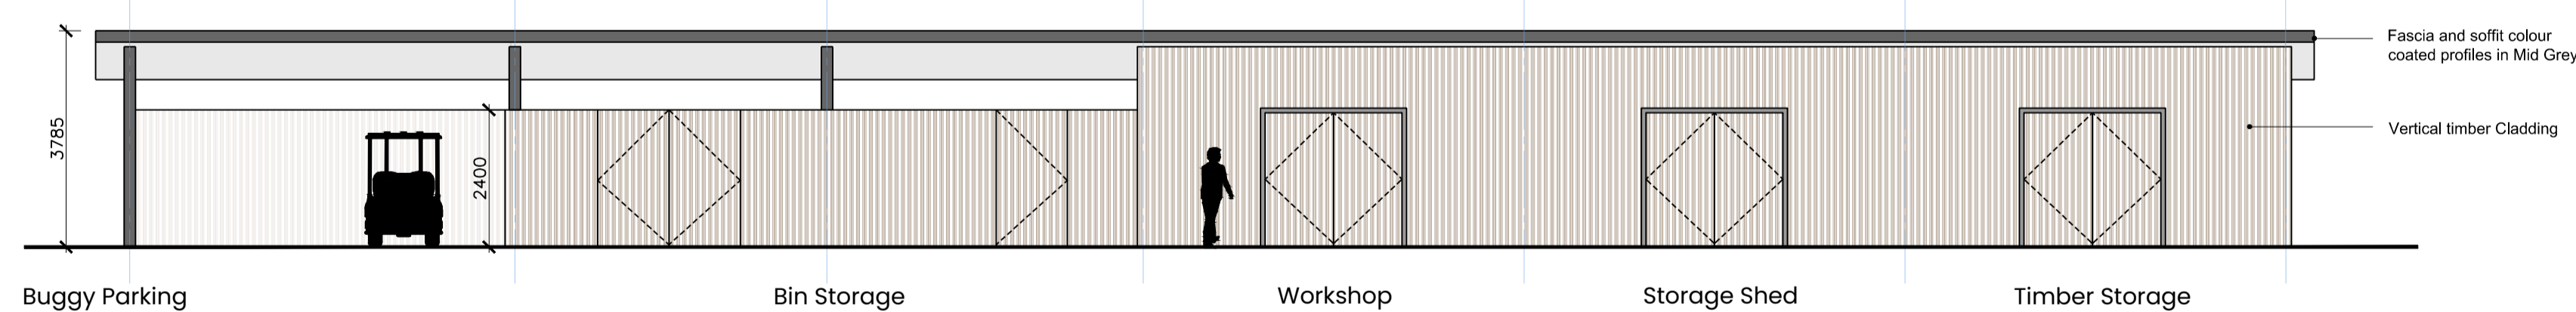 Fascia and soffit colour
coated profiles in Mid Grey
3785
2400
Vertical timber Cladding
Buggy Parking
Bin Storage
Workshop
Storage Shed
Timber Storage